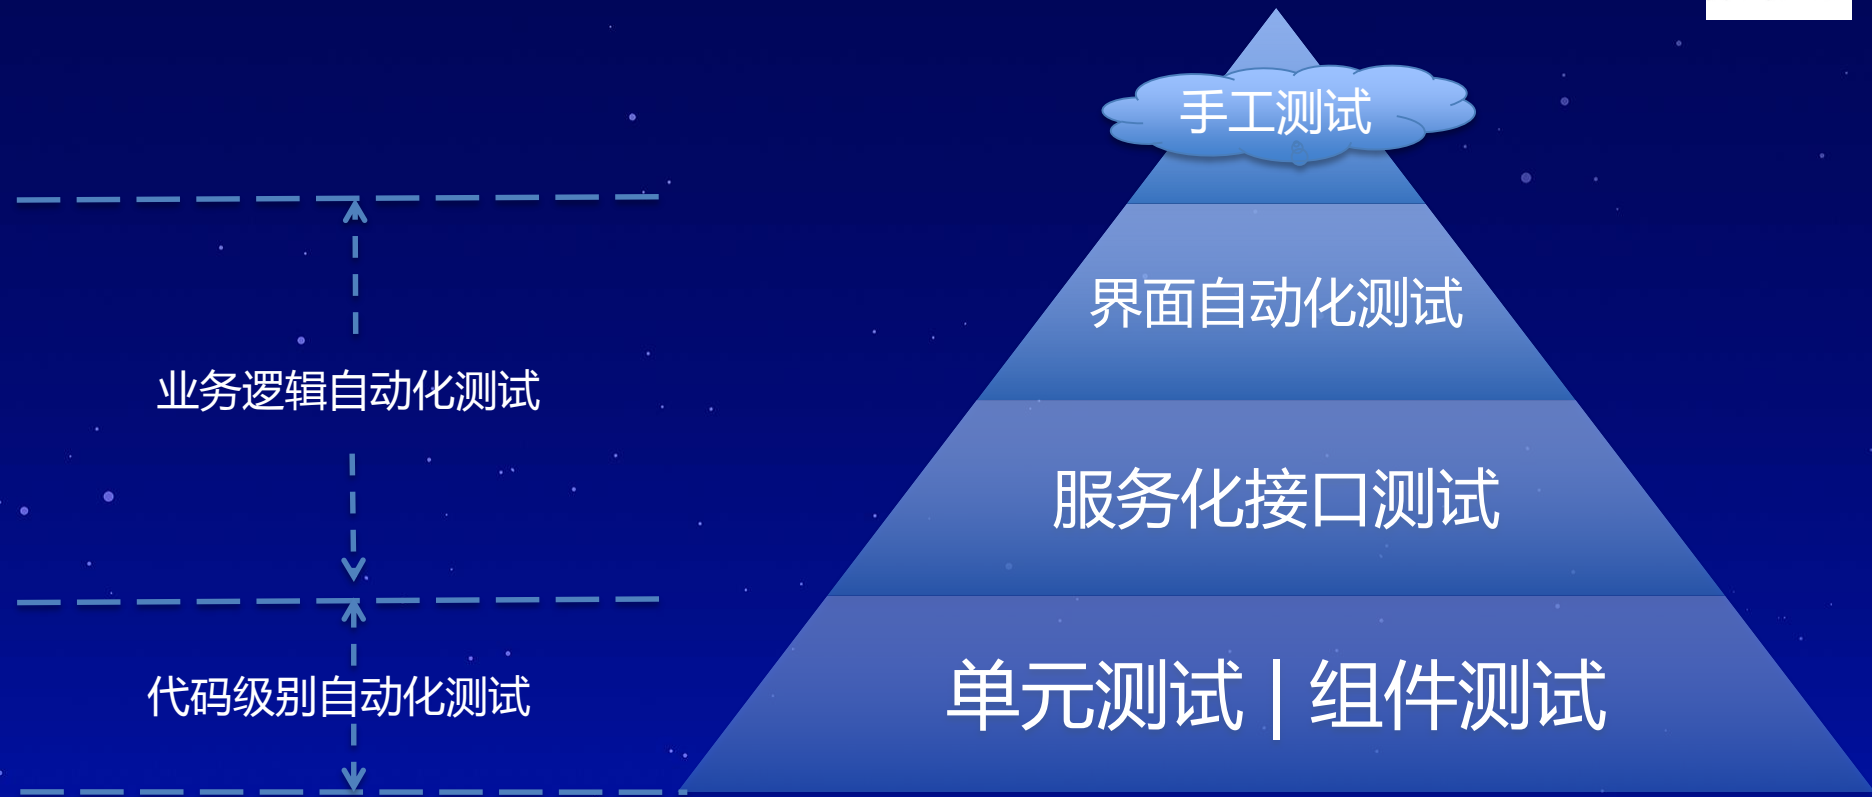 手工测试
界面自动化测试
业务逻辑自动化测试
服务化接口测试
代码级别自动化测试
单元测试 | 组件测试